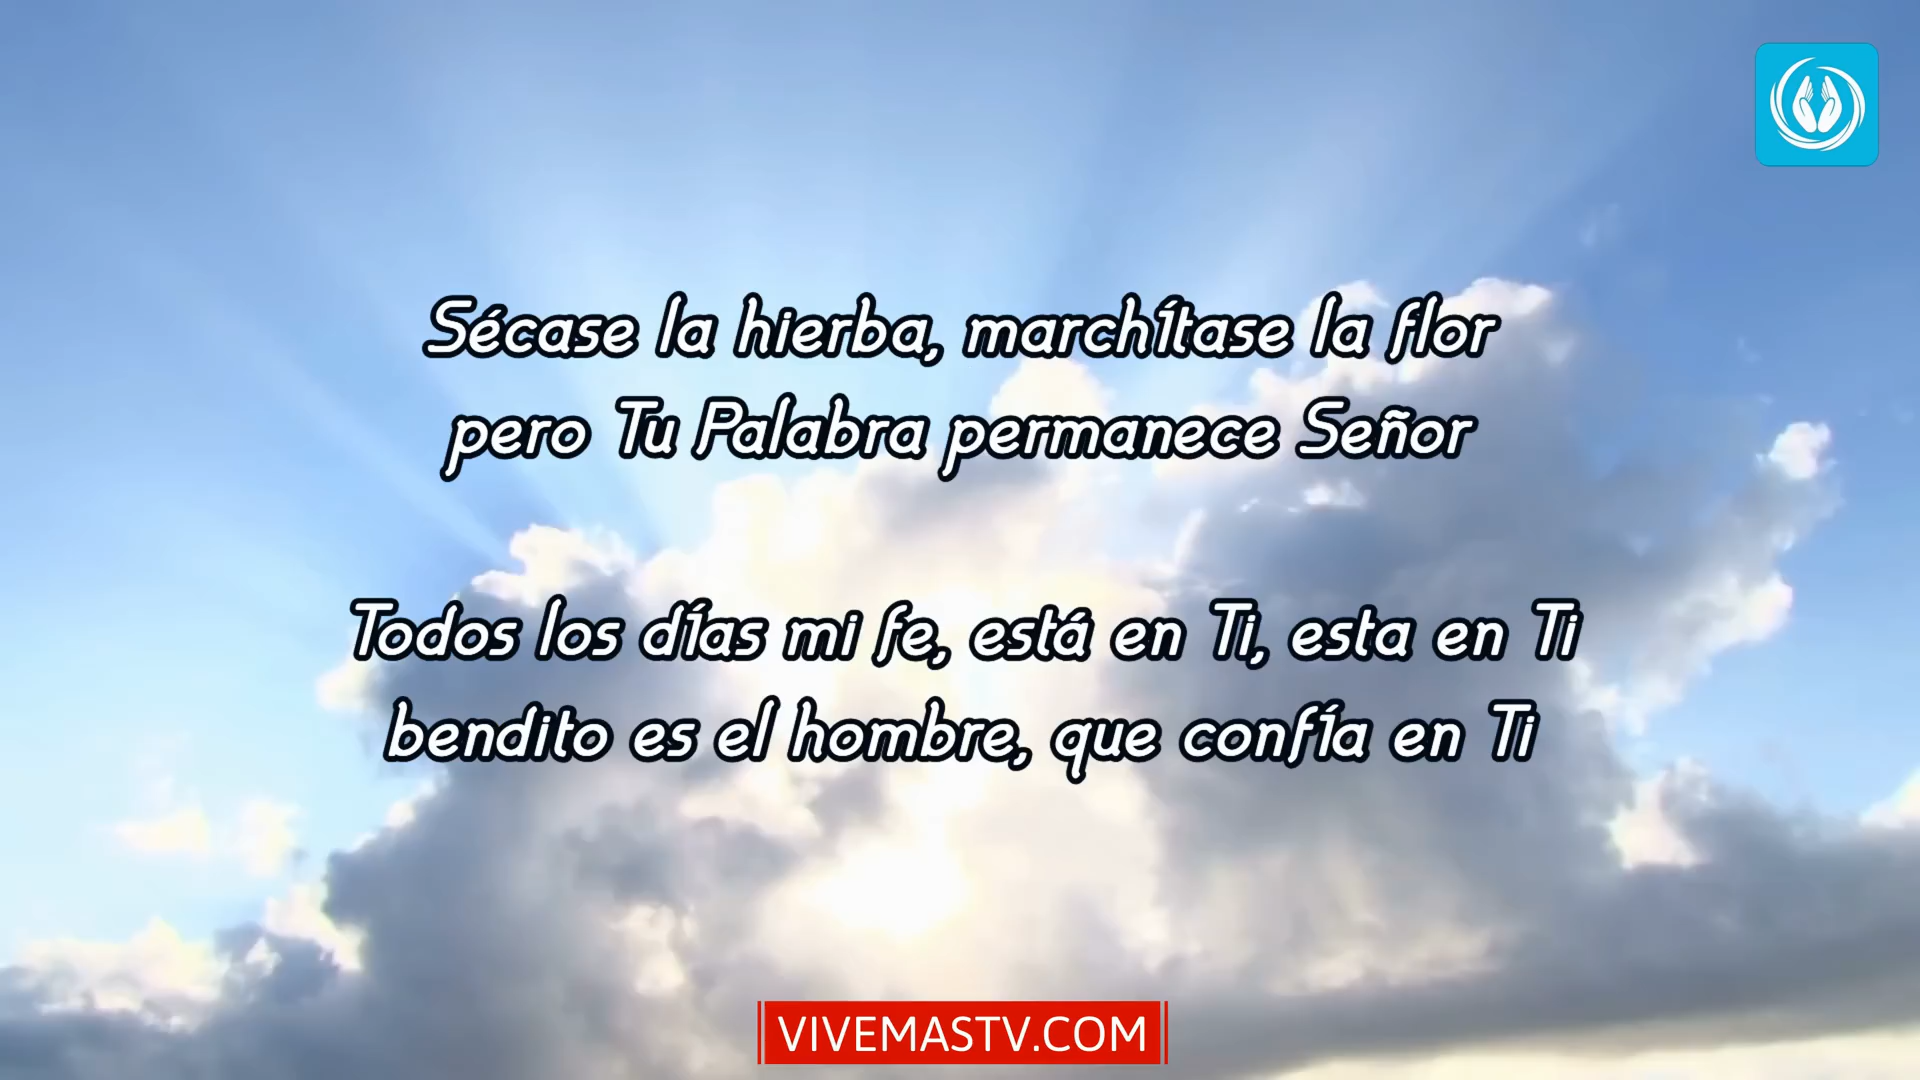 Sécase la hierba, marchítase la flor
pero Tu Palabra permanece Señor
Todos los días mi fe, está en Ti, esta en Ti
bendito es el hombre, que confía en Ti
VIVEMASTV.COM